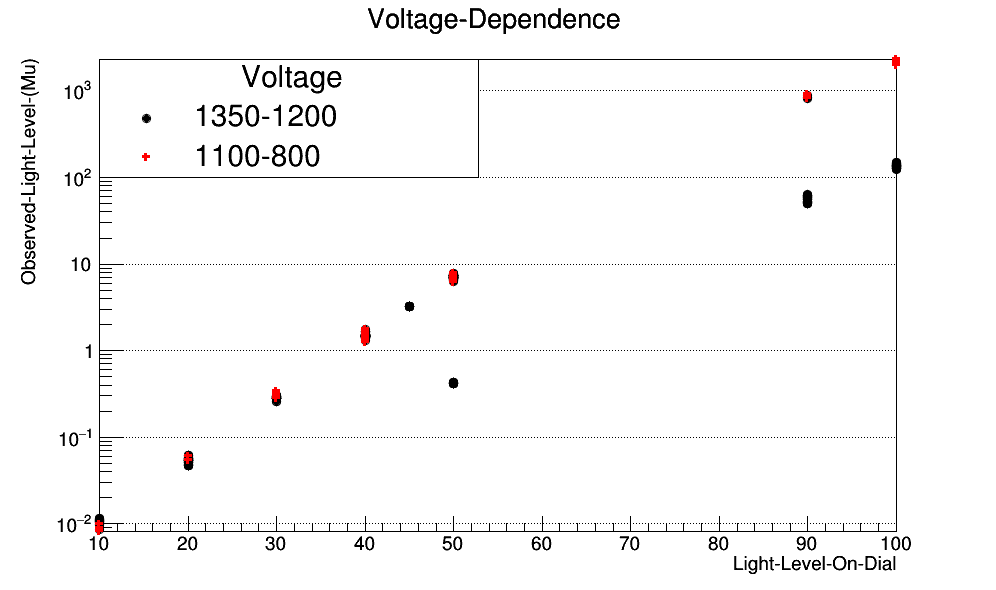 Voltage-Dependence
Observed-Light-Level-(Mu)
Voltage
1350-1200
1100-800
10³
10²
10
1
10⁻¹
10⁻²
10 20 30 40 50 60 70 80 90 100
Light-Level-On-Dial